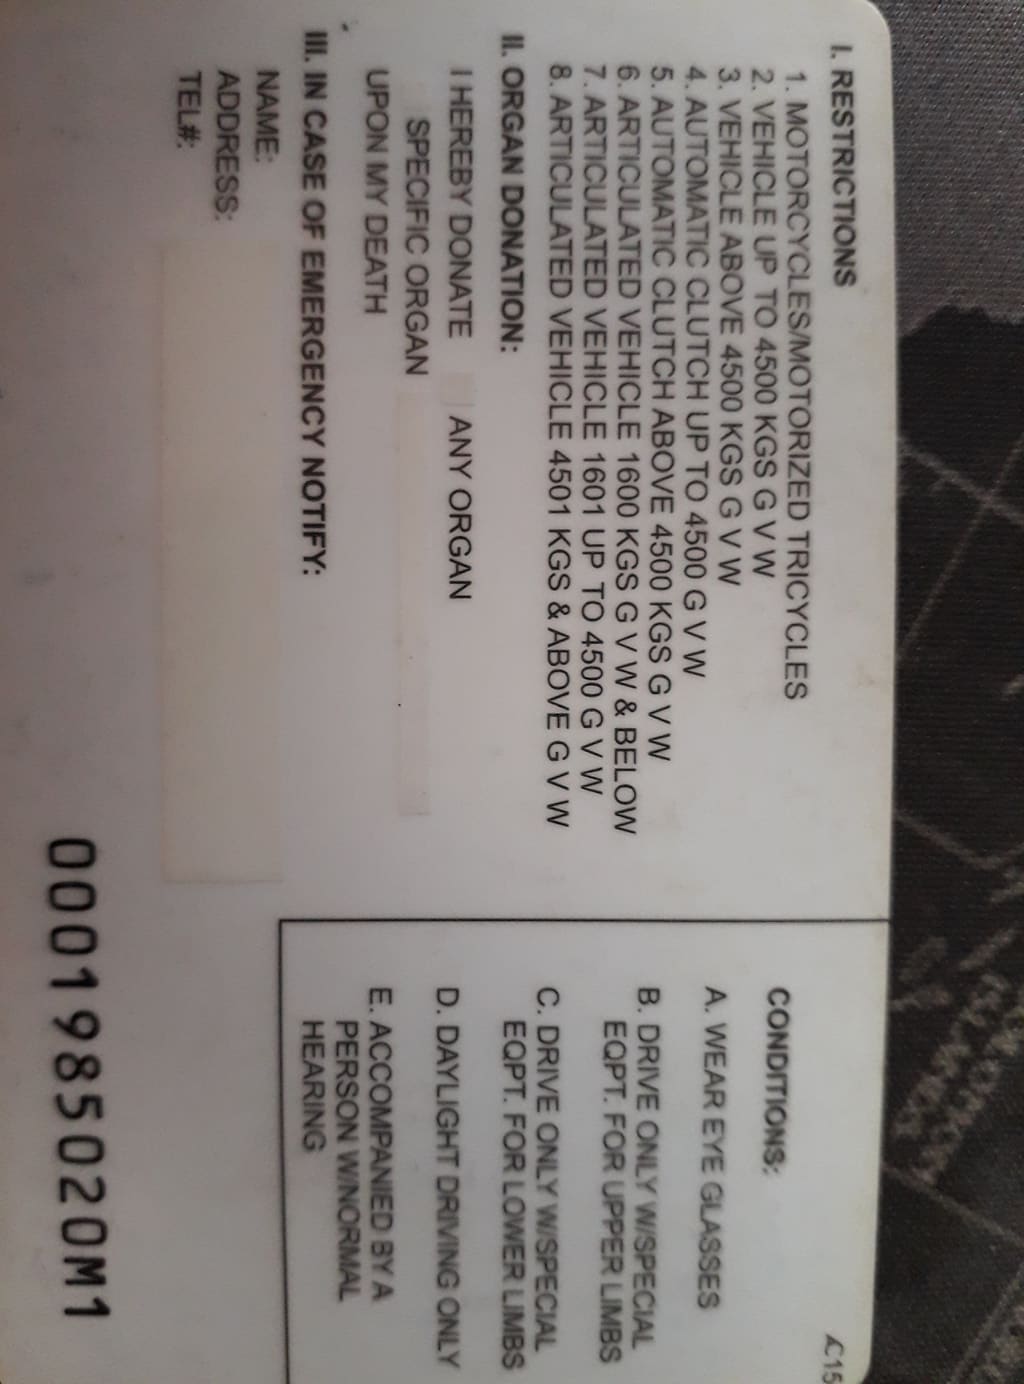 I. RESTRICTIONS
1. MOTORCYCLES/MOTORIZED TRICYCLES
2. VEHICLE UP TO 4500 KGS G V W
3. VEHICLE ABOVE 4500 KGS G V W
4. AUTOMATIC CLUTCH UP TO 4500 G V W
5. AUTOMATIC CLUTCH ABOVE 4500 KGS G V W
6. ARTICULATED VEHICLE 1600 KGS G V W & BELOW
7. ARTICULATED VEHICLE 1601 UP TO 4500 G V W
8. ARTICULATED VEHICLE 4501 KGS & ABOVE G V W
II. ORGAN DONATION:
I HEREBY DONATE ANY ORGAN
SPECIFIC ORGAN
UPON MY DEATH
III. IN CASE OF EMERGENCY NOTIFY:
NAME:
ADDRESS:
TEL#:
CONDITIONS:
A. WEAR EYE GLASSES
B. DRIVE ONLY W/SPECIAL
EQPT. FOR UPPER LIMBS
C. DRIVE ONLY W/SPECIAL
EQPT. FOR LOWER LIMBS
D. DAYLIGHT DRIVING ONLY
E. ACCOMPANIED BY A
PERSON W/NORMAL
HEARING
0001985020M1